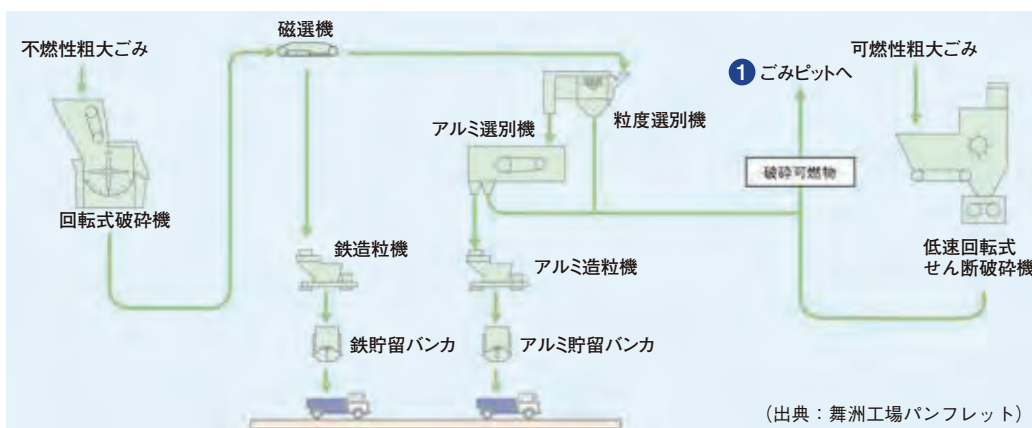 磁選機
不燃性粗大ごみ
可燃性粗大ごみ
1 ごみピットへ
アルミ選別機
粒度選別機
破砕可燃物
回転式破砕機
低速回転式
せん断破砕機
鉄造粒機
アルミ造粒機
鉄貯留バンカ
アルミ貯留バンカ
（出典：舞洲工場パンフレット）